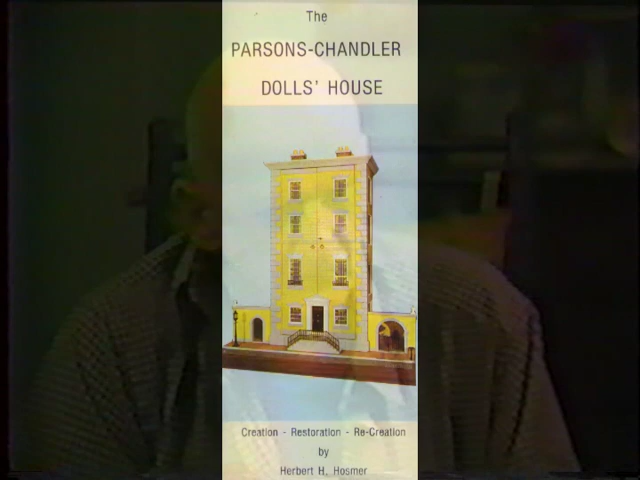 The
PARSONS-CHANDLER
DOLLS' HOUSE
Creation - Restoration - Re-Creation
by
Herbert H. Hosmer